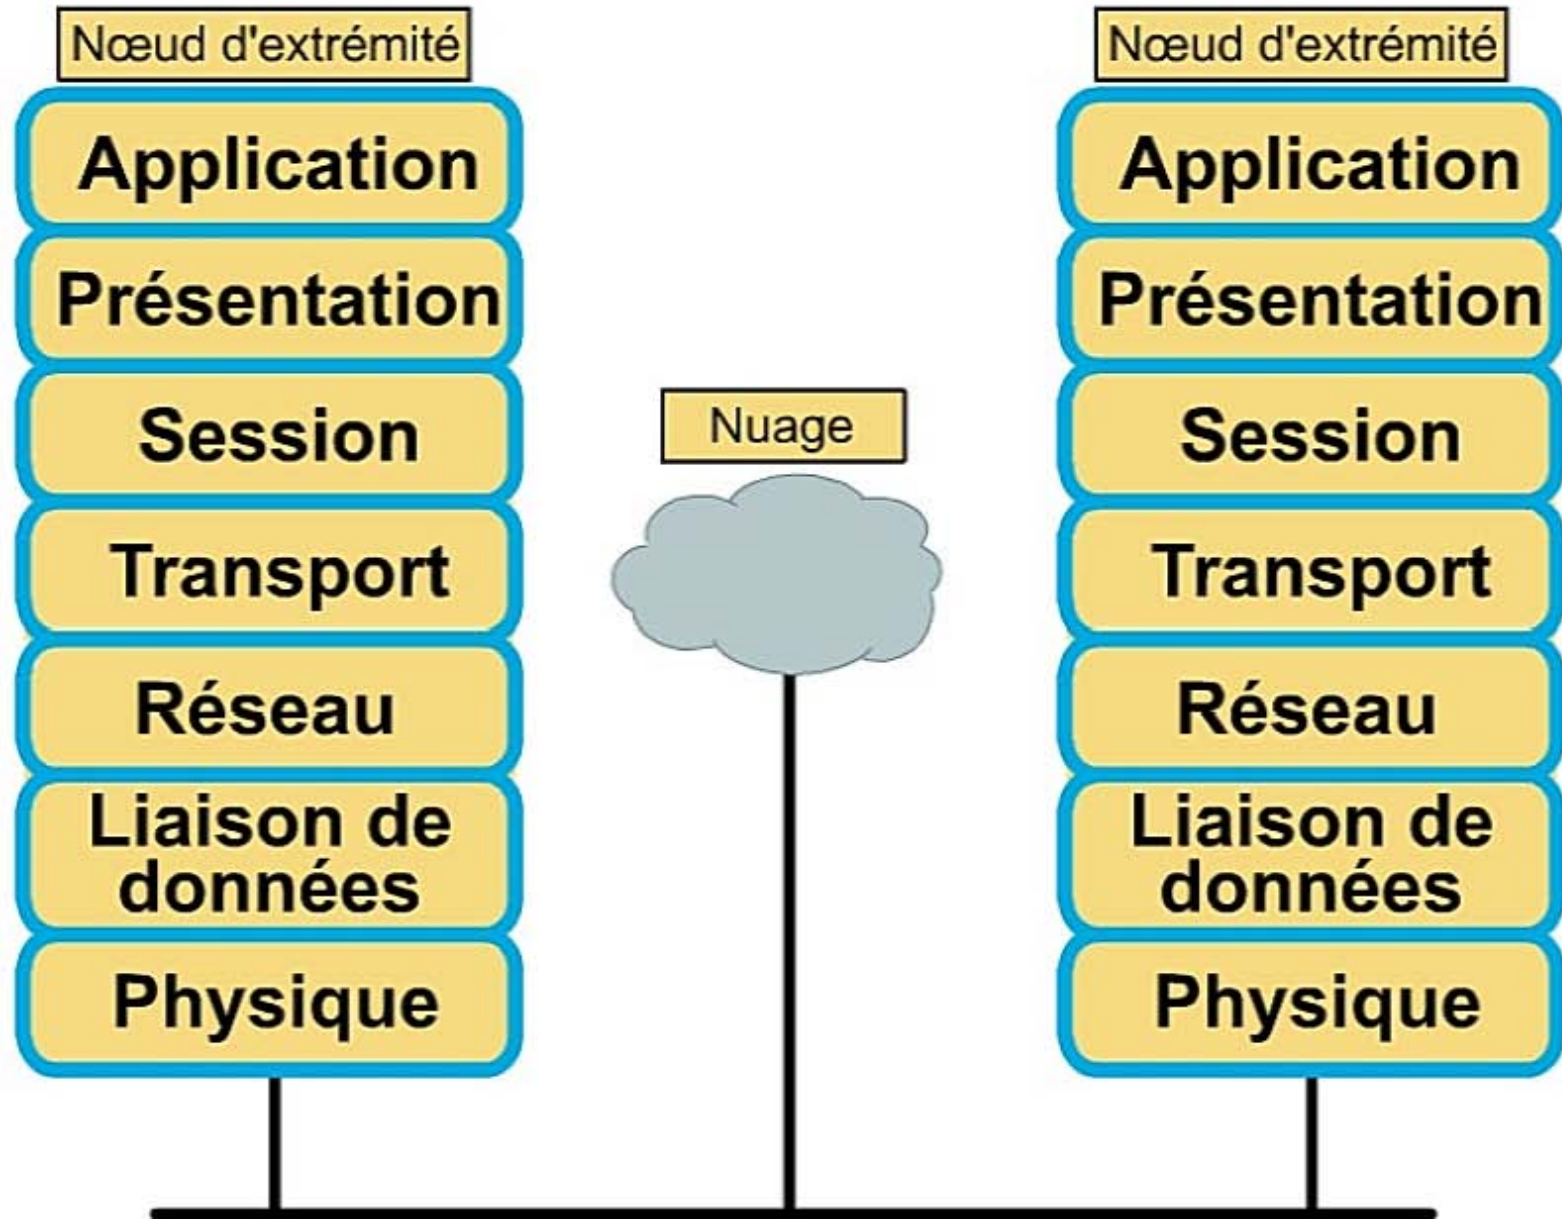 Nœud d'extrémité
Application
Présentation
Session
Transport
Réseau
Liaison de
données
Physique
Nuage
Nœud d'extrémité
Application
Présentation
Session
Transport
Réseau
Liaison de
données
Physique